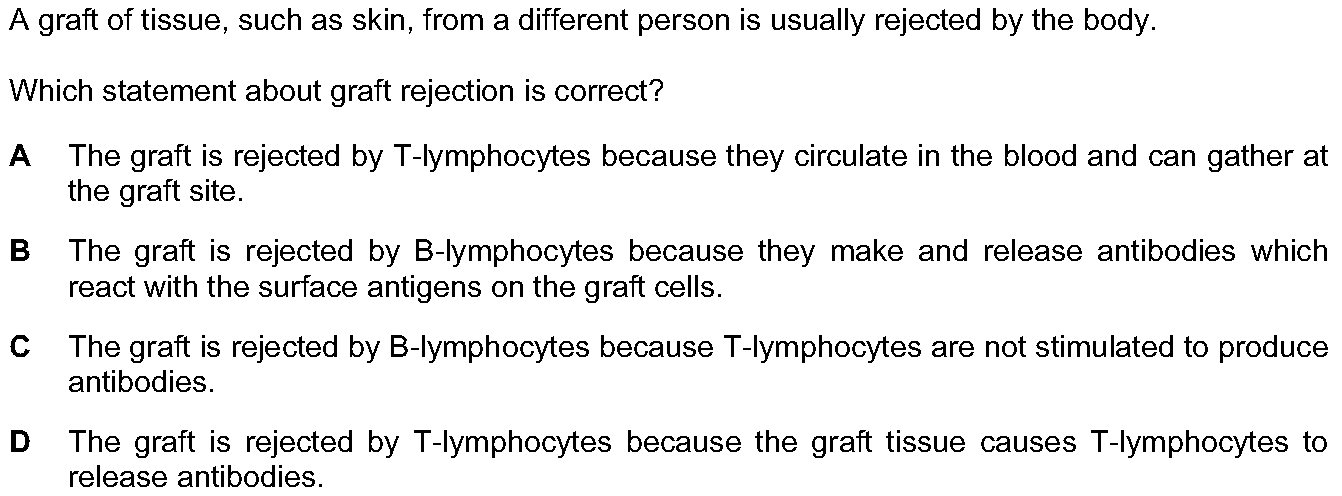 A graft of tissue, such as skin, from a different person is usually rejected by the body.
Which statement about graft rejection is correct?
A The graft is rejected by T-lymphocytes because they circulate in the blood and can gather at
the graft site.
B The graft is rejected by B-lymphocytes because they make and release antibodies which
react with the surface antigens on the graft cells.
C The graft is rejected by B-lymphocytes because T-lymphocytes are not stimulated to produce
antibodies.
D The graft is rejected by T-lymphocytes because the graft tissue causes T-lymphocytes to
release antibodies.